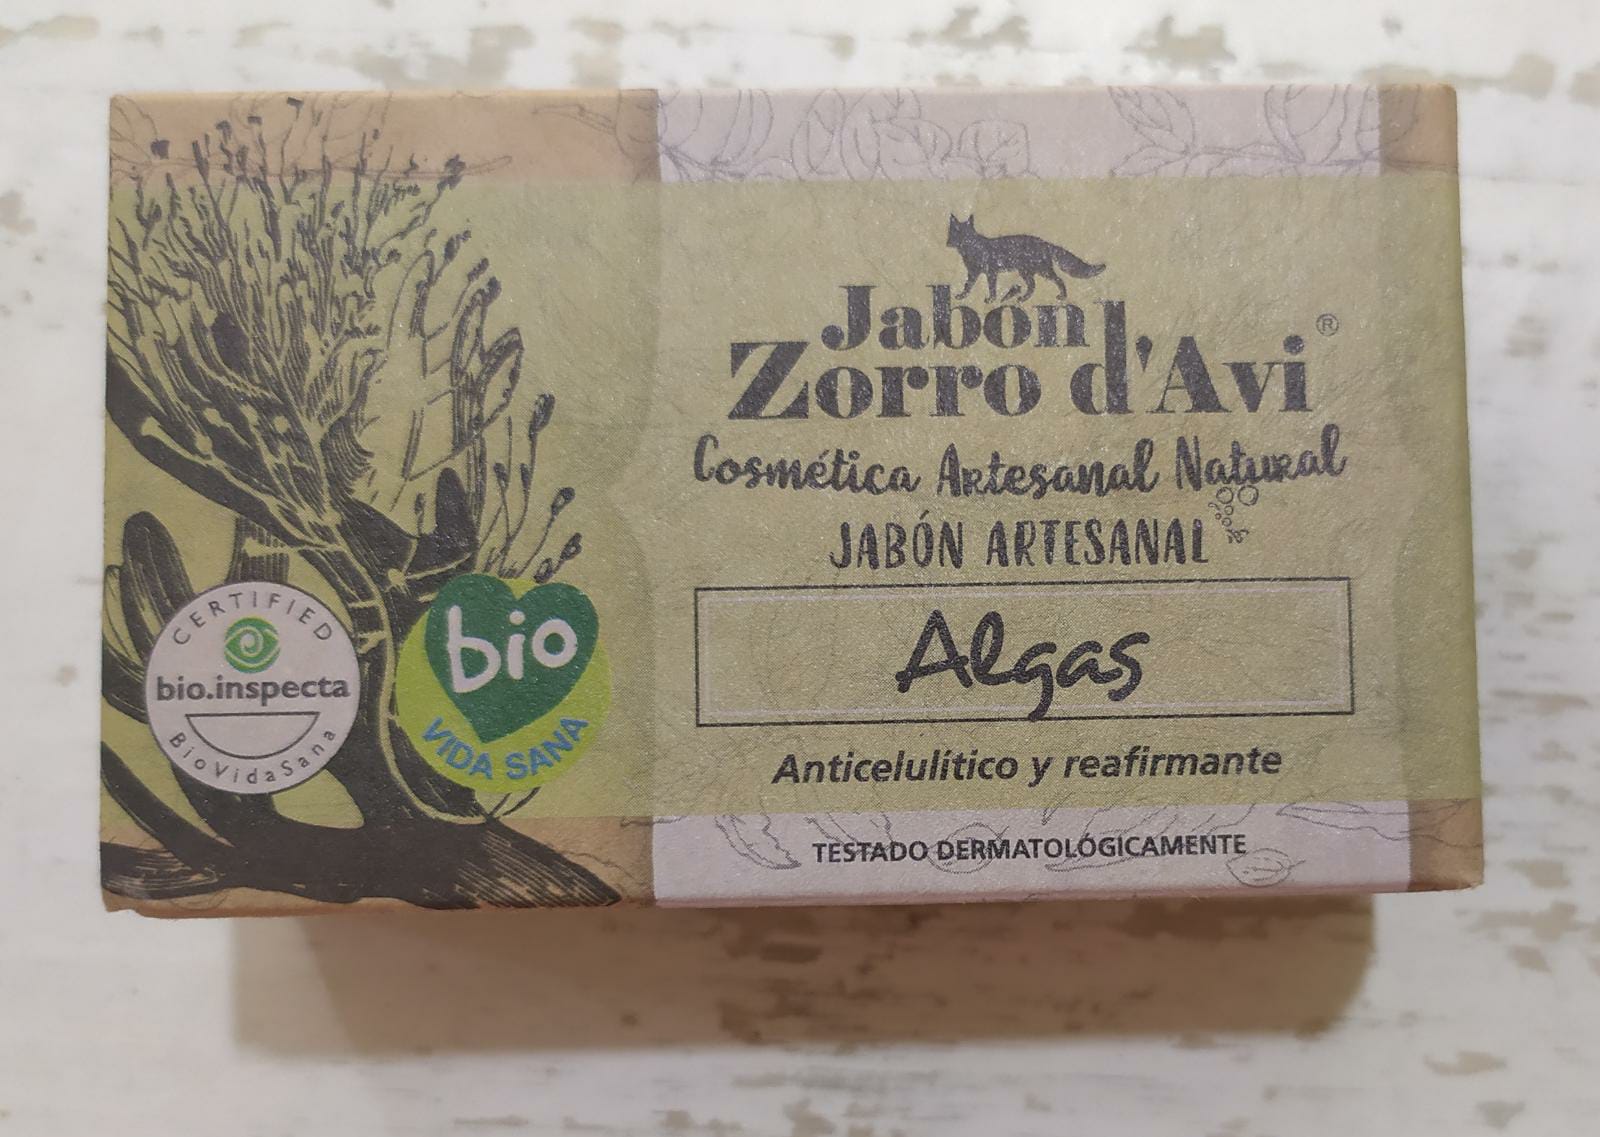 Jabón
Zorro d'Avi ®
Cosmética Artesanal Natural
JABÓN ARTESANAL
Algas
Anticelulítico y reafirmante
TESTADO DERMATOLÓGICAMENTE
CERTIFIED
bio.inspecta
BioVidaSana
bio
VIDA SANA